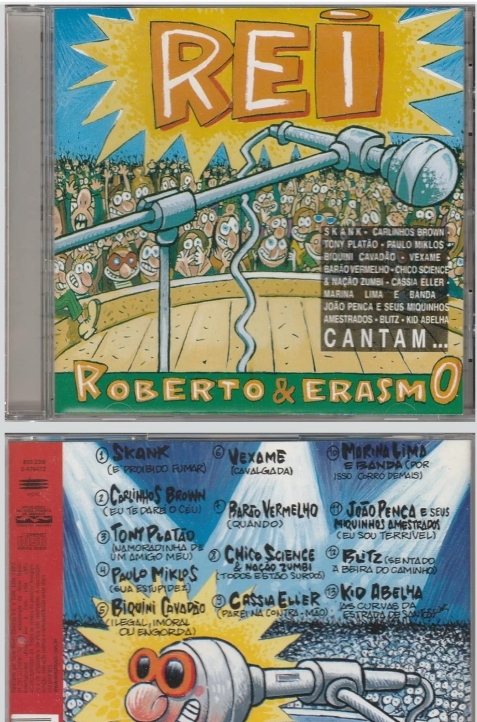 REI
SKANK • CARLINHOS BROWN
TONY PLATÃO • PAULO MIKLOS
BIQUINI CAVADÃO • VEXAME
BARÃO VERMELHO • CHICO SCIENCE
& NAÇÃO ZUMBI • CASSIA ELLER
MARINA LIMA E BANDA
JOÃO PENCA E SEUS MIQUINHOS
AMESTRADOS • BLITZ • KID ABELHA
CANTAM...
ROBERTO & ERASMO
1 SKANK
(É PROIBIDO FUMAR)
2 CARLINHOS BROWN
(EU TE DAREI O CÉU)
3 TONY PLATÃO
(NAMORADINHA DE
UM AMIGO MEU)
4 PAULO MIKLOS
(SUA ESTUPIDEZ)
5 BIQUINI CAVADÃO
(ILEGAL, IMORAL
OU ENGORDA)
6 VEXAME
(CAVALGADA)
7 BARÃO VERMELHO
(QUANDO)
CHICO SCIENCE
& NAÇÃO ZUMBI
(TODOS ESTÃO SURDOS)
9 CASSIA ELLER
(PAREI NA CONTRA-MÃO)
10 MARINA LIMA
E BANDA (POR
ISSO CORRO DEMAIS)
11 JOÃO PENCA E SEUS
MIQUINHOS AMESTRADOS
(EU SOU TERRÍVEL)
12 BLITZ (SENTADO
À BEIRA DO CAMINHO)
13 KID ABELHA
(AS CURVAS DA
ESTRADA DE SANTOS)